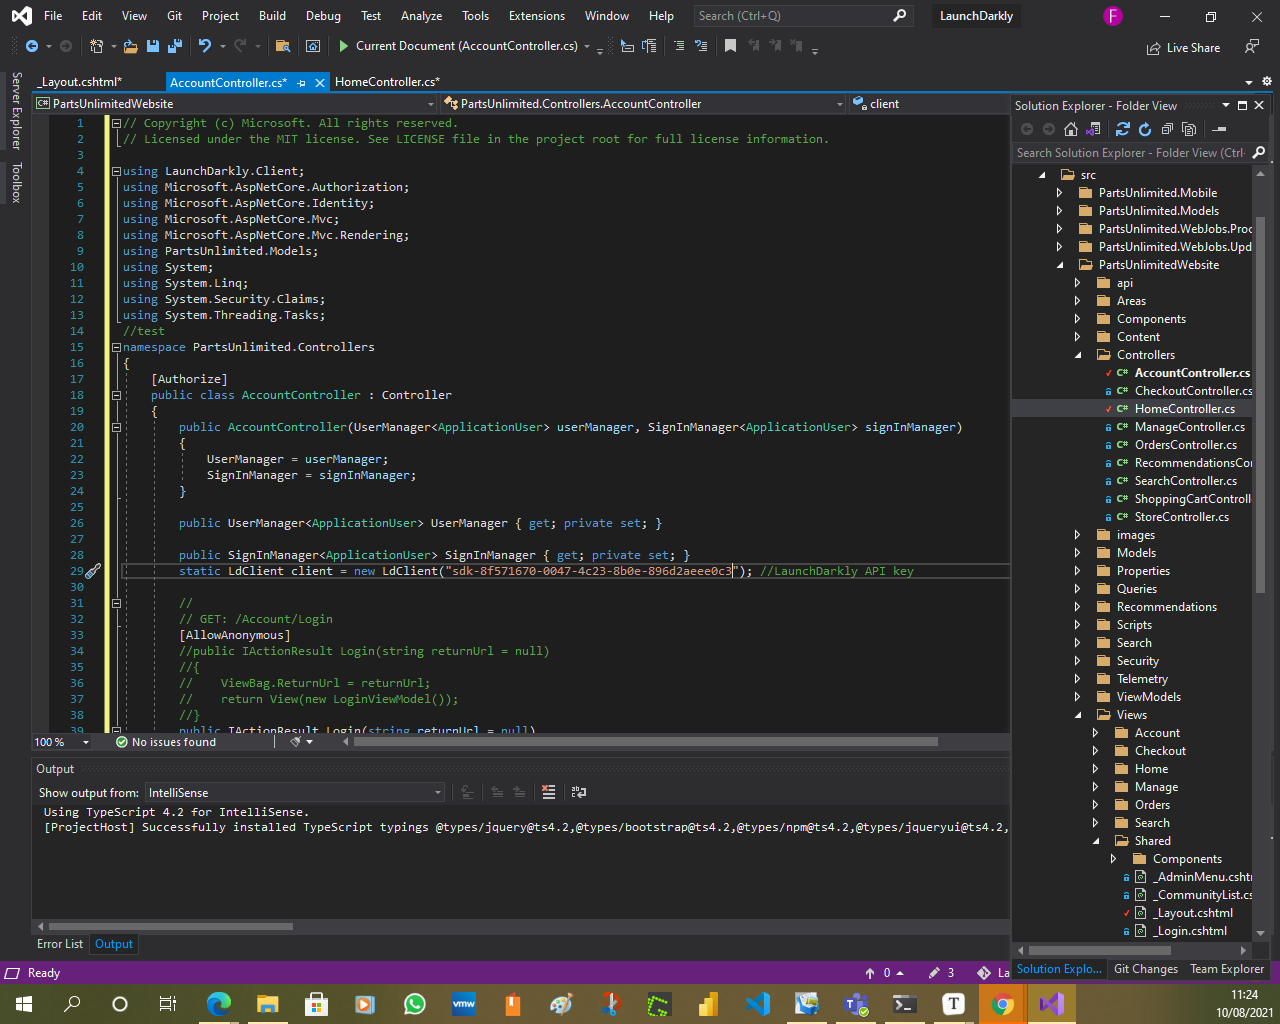 File Edit View Git Project Build Debug Test Analyze Tools Extensions Window Help Search (Ctrl+Q) LaunchDarkly F
Current Document (AccountController.cs) Live Share
_Layout.cshtml* AccountController.cs* HomeController.cs*
Server Explorer
Toolbox
PartsUnlimitedWebsite PartsUnlimited.Controllers.AccountController client
1 // Copyright (c) Microsoft. All rights reserved.
2 // Licensed under the MIT license. See LICENSE file in the project root for full license information.
3
4 using LaunchDarkly.Client;
5 using Microsoft.AspNetCore.Authorization;
6 using Microsoft.AspNetCore.Identity;
7 using Microsoft.AspNetCore.Mvc;
8 using Microsoft.AspNetCore.Mvc.Rendering;
9 using PartsUnlimited.Models;
10 using System;
11 using System.Linq;
12 using System.Security.Claims;
13 using System.Threading.Tasks;
14 //test
15 namespace PartsUnlimited.Controllers
16 {
17 [Authorize]
18 public class AccountController : Controller
19 {
20 public AccountController(UserManager<ApplicationUser> userManager, SignInManager<ApplicationUser> signInManager)
21 {
22 UserManager = userManager;
23 SignInManager = signInManager;
24 }
25
26 public UserManager<ApplicationUser> UserManager { get; private set; }
27
28 public SignInManager<ApplicationUser> SignInManager { get; private set; }
29 static LdClient client = new LdClient("sdk-8f571670-0047-4c23-8b0e-896d2aeee0c3"); //LaunchDarkly API key
30
31 //
32 // GET: /Account/Login
33 [AllowAnonymous]
34 //public IActionResult Login(string returnUrl = null)
35 //{
36 // ViewBag.ReturnUrl = returnUrl;
37 // return View(new LoginViewModel());
38 //}
39 public IActionResult Login(string returnUrl = null)
100 % No issues found
Output
Show output from: IntelliSense
Using TypeScript 4.2 for IntelliSense.
[ProjectHost] Successfully installed TypeScript typings @types/jquery@ts4.2,@types/bootstrap@ts4.2,@types/npm@ts4.2,@types/jqueryui@ts4.2,
Error List Output
Solution Explorer - Folder View
Search Solution Explorer - Folder View (Ctrl-
src
PartsUnlimited.Mobile
PartsUnlimited.Models
PartsUnlimited.WebJobs.Proc
PartsUnlimited.WebJobs.Upd
PartsUnlimitedWebsite
api
Areas
Components
Content
Controllers
C# AccountController.cs
C# CheckoutController.cs
C# HomeController.cs
C# ManageController.cs
C# OrdersController.cs
C# RecommendationsCo
C# SearchController.cs
C# ShoppingCartControll
C# StoreController.cs
images
Models
Properties
Queries
Recommendations
Scripts
Search
Security
Telemetry
ViewModels
Views
Account
Checkout
Home
Manage
Orders
Search
Shared
Components
_AdminMenu.cshtm
_CommunityList.cs
_Layout.cshtml
_Login.cshtml
Solution Explo... Git Changes Team Explorer
Ready 0 3 La
vmw T
11:24
10/08/2021